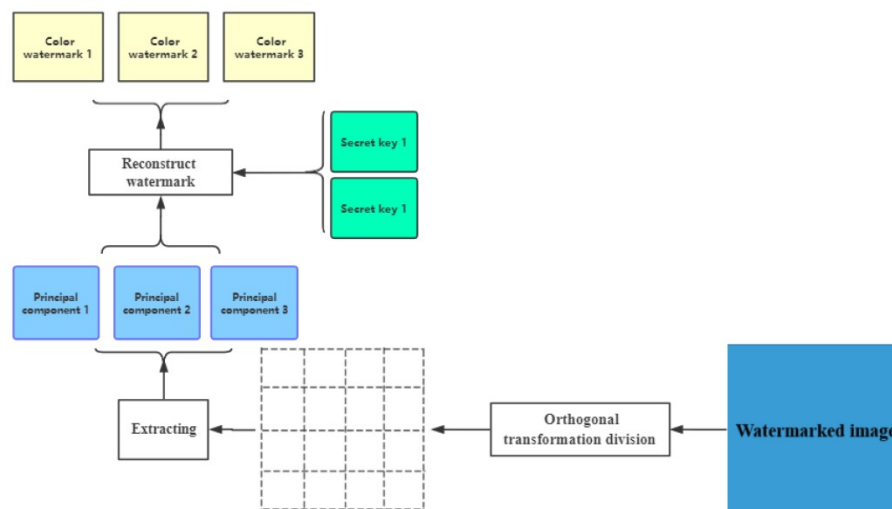 Color
watermark 1
Color
watermark 2
Color
watermark 3
Secret key 1
Reconstruct
watermark
Secret key 1
Principal
component 1
Principal
component 2
Principal
component 3
Extracting
Orthogonal
transformation division
Watermarked image